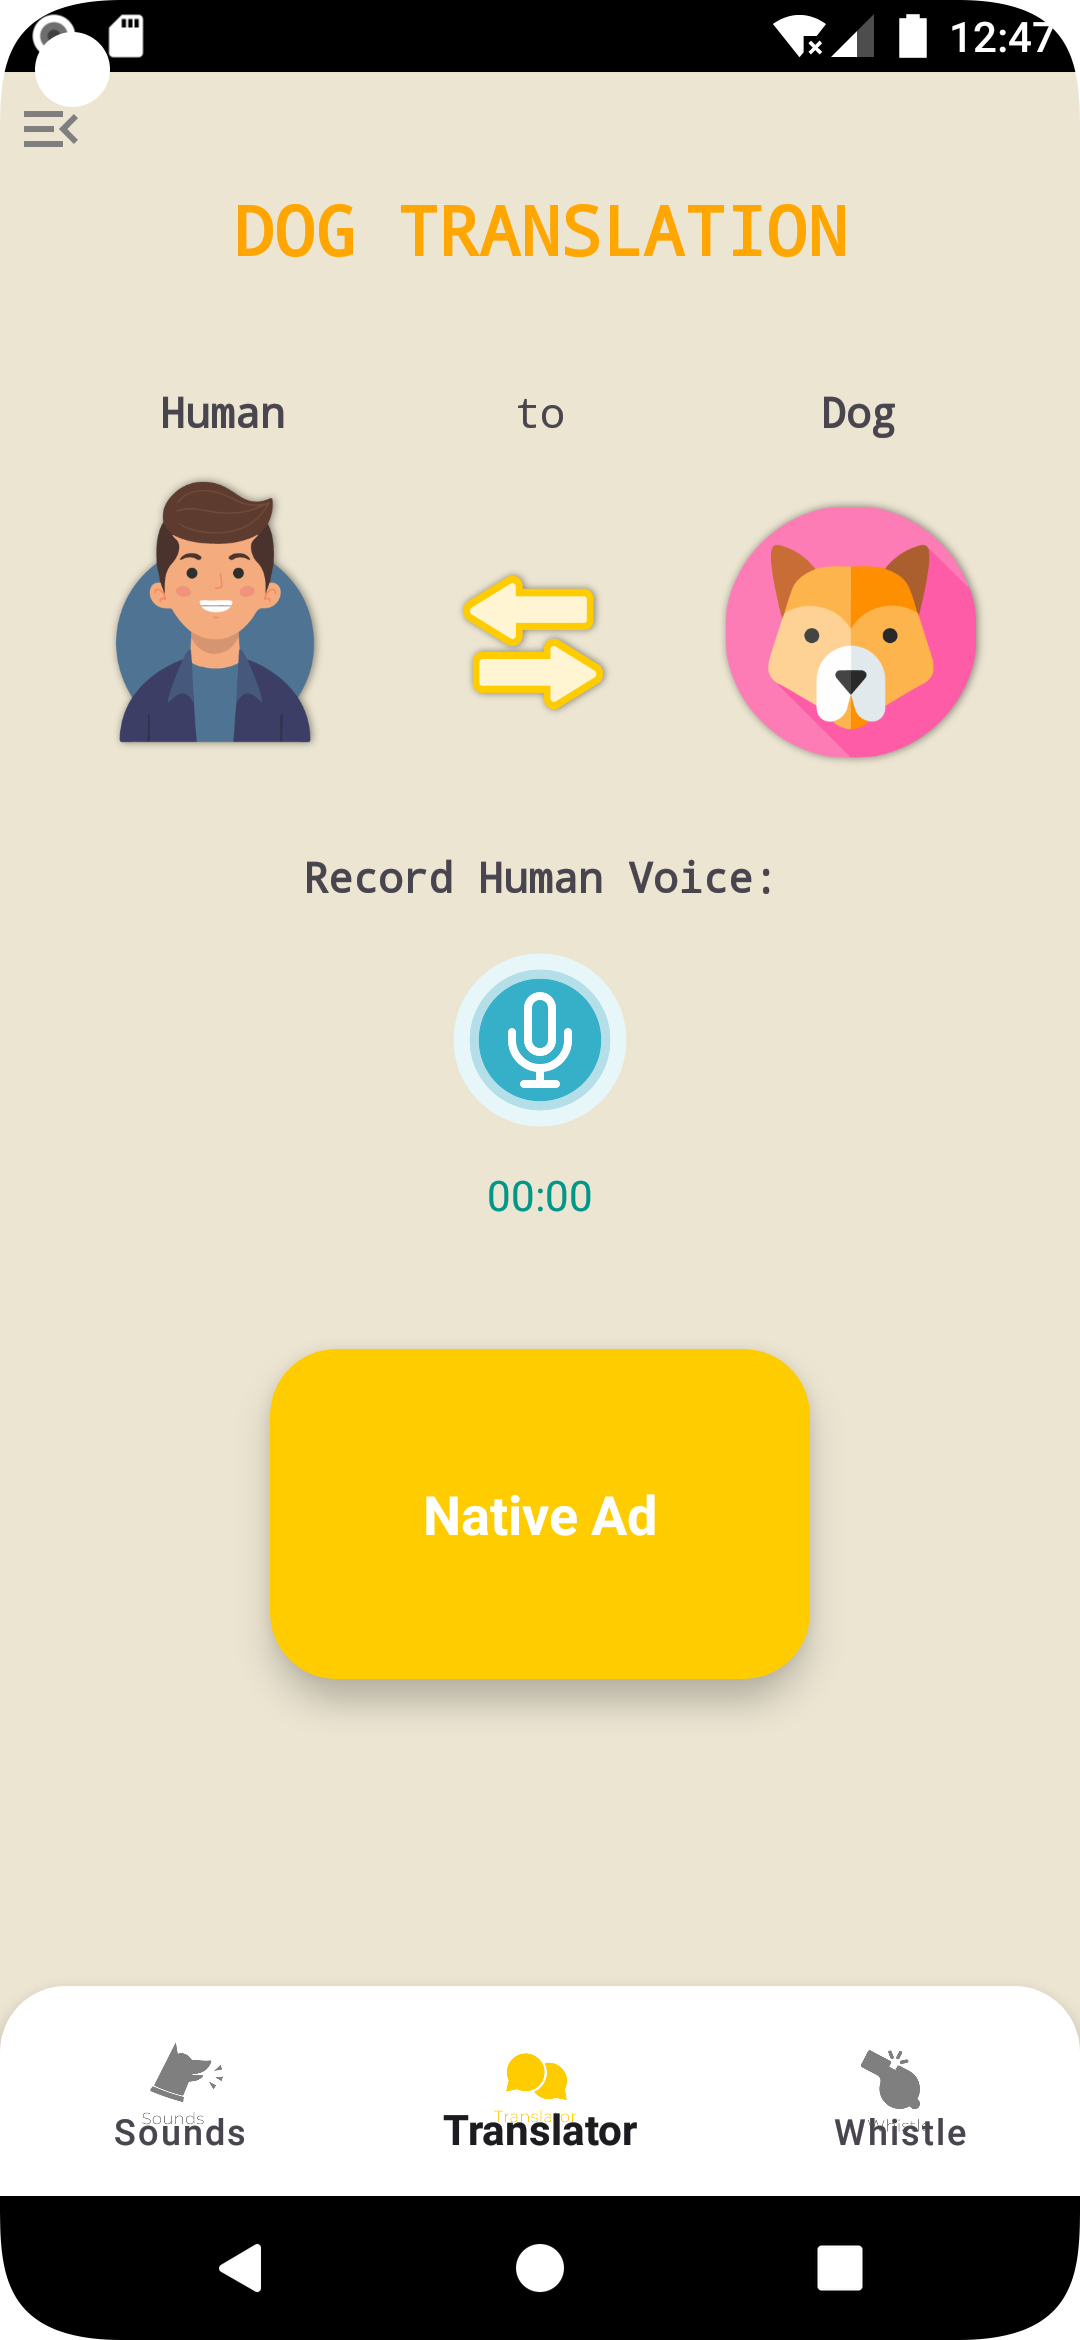 12:47
DOG TRANSLATION
Human to Dog
Record Human Voice:
00:00
Native Ad
Sounds Translator Whistle
Sounds Translator Whistle